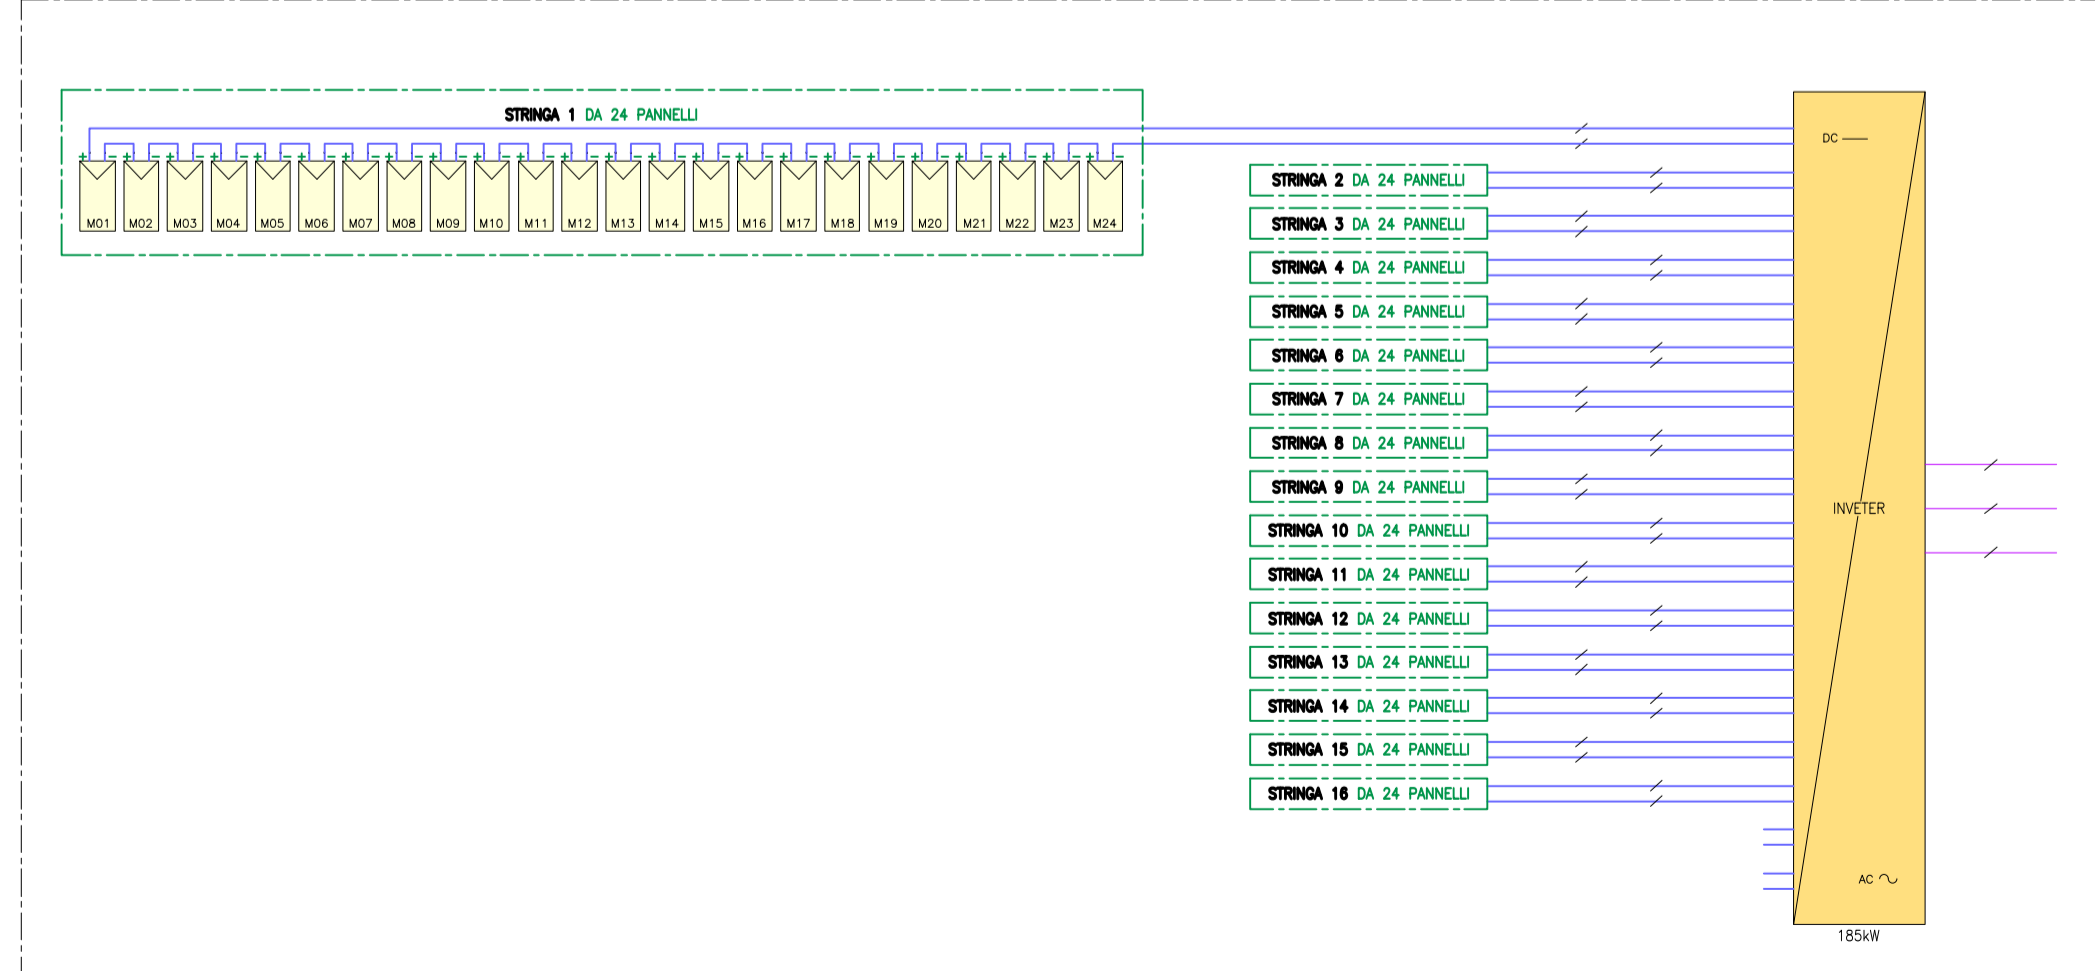 STRINGA 1 DA 24 PANNELLI
+ - + - + - + - + - + - + - + - + - + - + - + - + - + - + - + - + - + - + - + - + - + - + - + -
M01 M02 M03 M04 M05 M06 M07 M08 M09 M10 M11 M12 M13 M14 M15 M16 M17 M18 M19 M20 M21 M22 M23 M24
DC
STRINGA 2 DA 24 PANNELLI
STRINGA 3 DA 24 PANNELLI
STRINGA 4 DA 24 PANNELLI
STRINGA 5 DA 24 PANNELLI
STRINGA 6 DA 24 PANNELLI
STRINGA 7 DA 24 PANNELLI
STRINGA 8 DA 24 PANNELLI
STRINGA 9 DA 24 PANNELLI
STRINGA 10 DA 24 PANNELLI
STRINGA 11 DA 24 PANNELLI
STRINGA 12 DA 24 PANNELLI
STRINGA 13 DA 24 PANNELLI
STRINGA 14 DA 24 PANNELLI
STRINGA 15 DA 24 PANNELLI
STRINGA 16 DA 24 PANNELLI
INVETER
AC
185kW